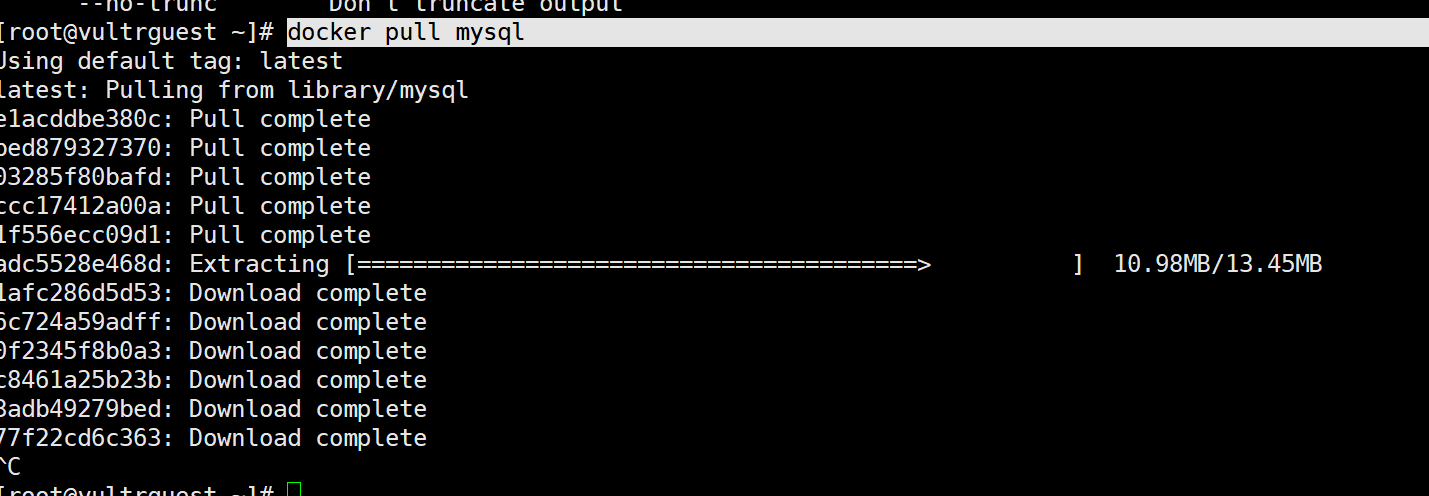 --no-trunc        Don't truncate output
[root@vultrguest ~]# docker pull mysql
Using default tag: latest
latest: Pulling from library/mysql
e1acddbe380c: Pull complete
bed879327370: Pull complete
03285f80bafd: Pull complete
ccc17412a00a: Pull complete
1f556ecc09d1: Pull complete
adc5528e468d: Extracting [========================================>          ]  10.98MB/13.45MB
1afc286d5d53: Download complete
6c724a59adff: Download complete
0f2345f8b0a3: Download complete
c8461a25b23b: Download complete
3adb49279bed: Download complete
77f22cd6c363: Download complete
^C
[root@vultrguest ~]#